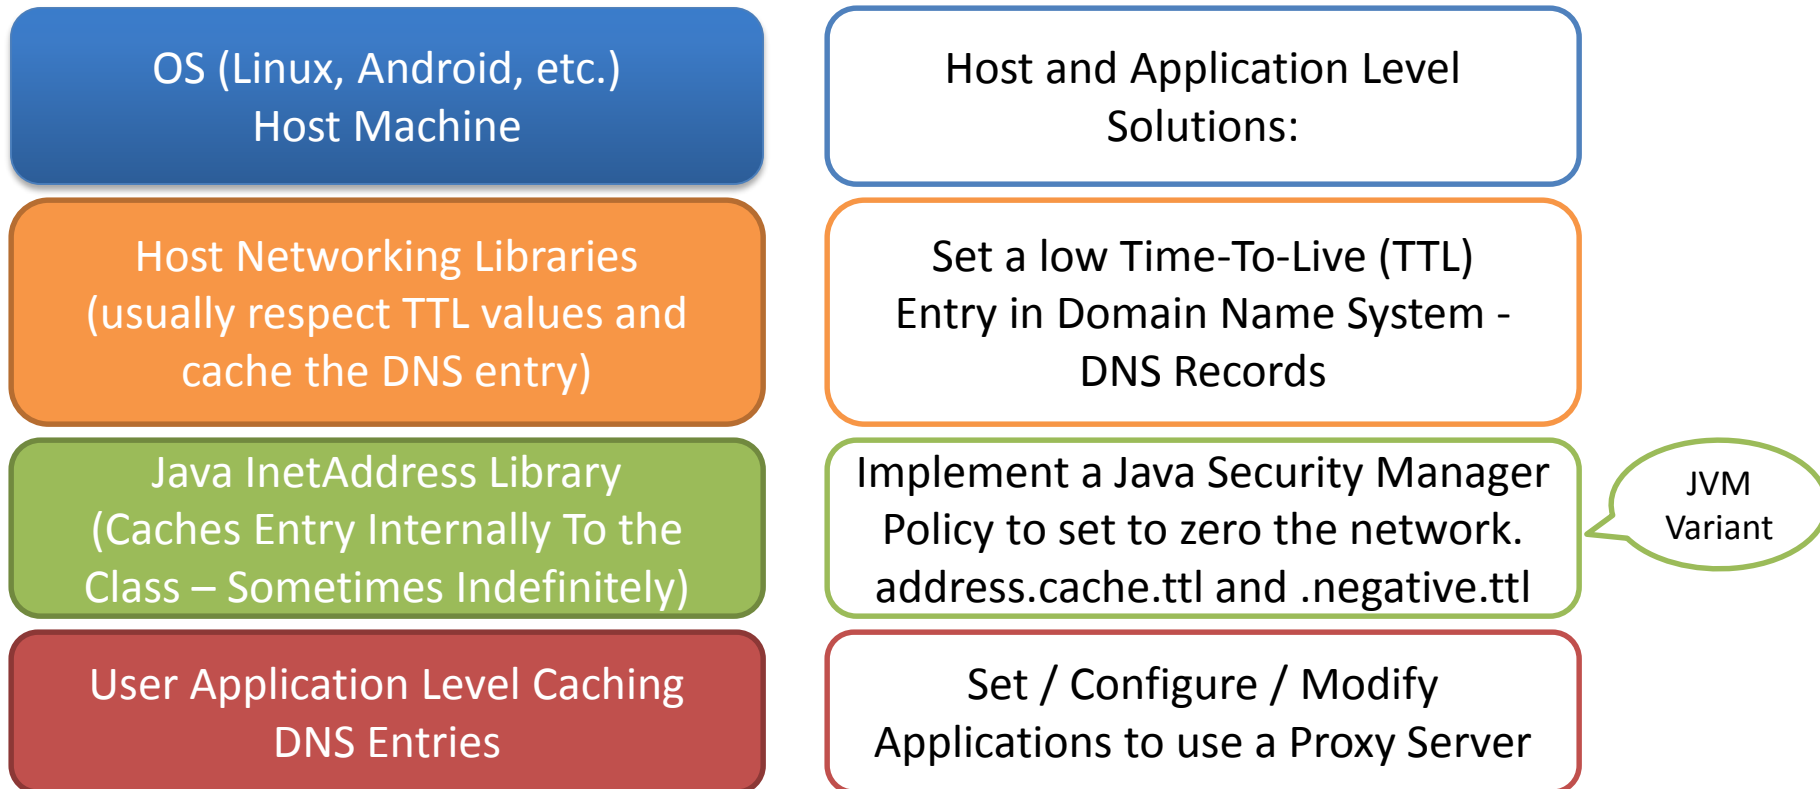 OS (Linux, Android, etc.)
Host Machine
Host and Application Level
Solutions:
Host Networking Libraries
(usually respect TTL values and
cache the DNS entry)
Set a low Time-To-Live (TTL)
Entry in Domain Name System -
DNS Records
Java InetAddress Library
(Caches Entry Internally To the
Class – Sometimes Indefinitely)
Implement a Java Security Manager
Policy to set to zero the network.
address.cache.ttl and .negative.ttl
JVM
Variant
User Application Level Caching
DNS Entries
Set / Configure / Modify
Applications to use a Proxy Server